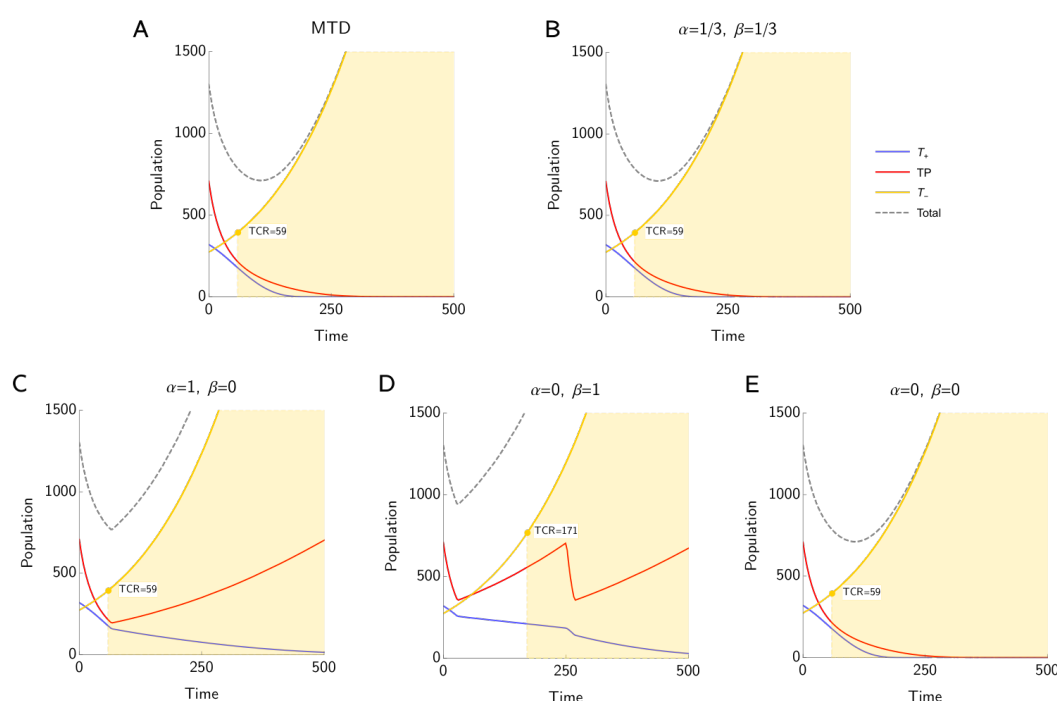 A
MTD
1500
1000
500
0
Population
TCR=59
0
250
500
Time
B
α=1/3, β=1/3
1500
1000
500
0
Population
TCR=59
0
250
500
Time
T₊
TP
T₋
Total
C
α=1, β=0
1500
1000
500
0
Population
TCR=59
0
250
500
Time
D
α=0, β=1
1500
1000
500
0
Population
TCR=171
0
250
500
Time
E
α=0, β=0
1500
1000
500
0
Population
TCR=59
0
250
500
Time